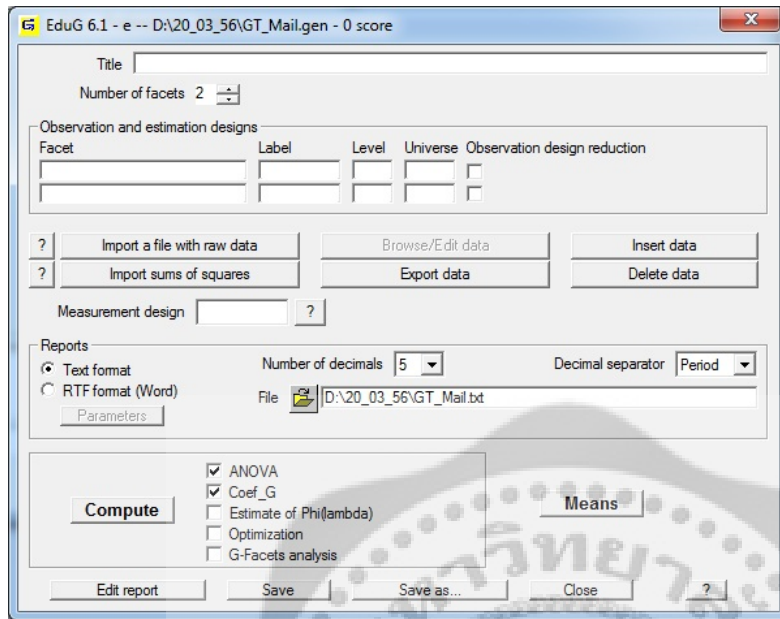 EduG 6.1 - e -- D:\20_03_56\GT_Mail.gen - 0 score
Title
Number of facets 2
Observation and estimation designs
Facet Label Level Universe Observation design reduction
? Import a file with raw data Browse/Edit data Insert data
? Import sums of squares Export data Delete data
Measurement design ?
Reports
Text format Number of decimals 5 Decimal separator Period
RTF format (Word) File D:\20_03_56\GT_Mail.txt
Parameters
ANOVA
Coef_G
Compute Estimate of Phi(lambda) Means
Optimization
G-Facets analysis
Edit report Save Save as... Close ?